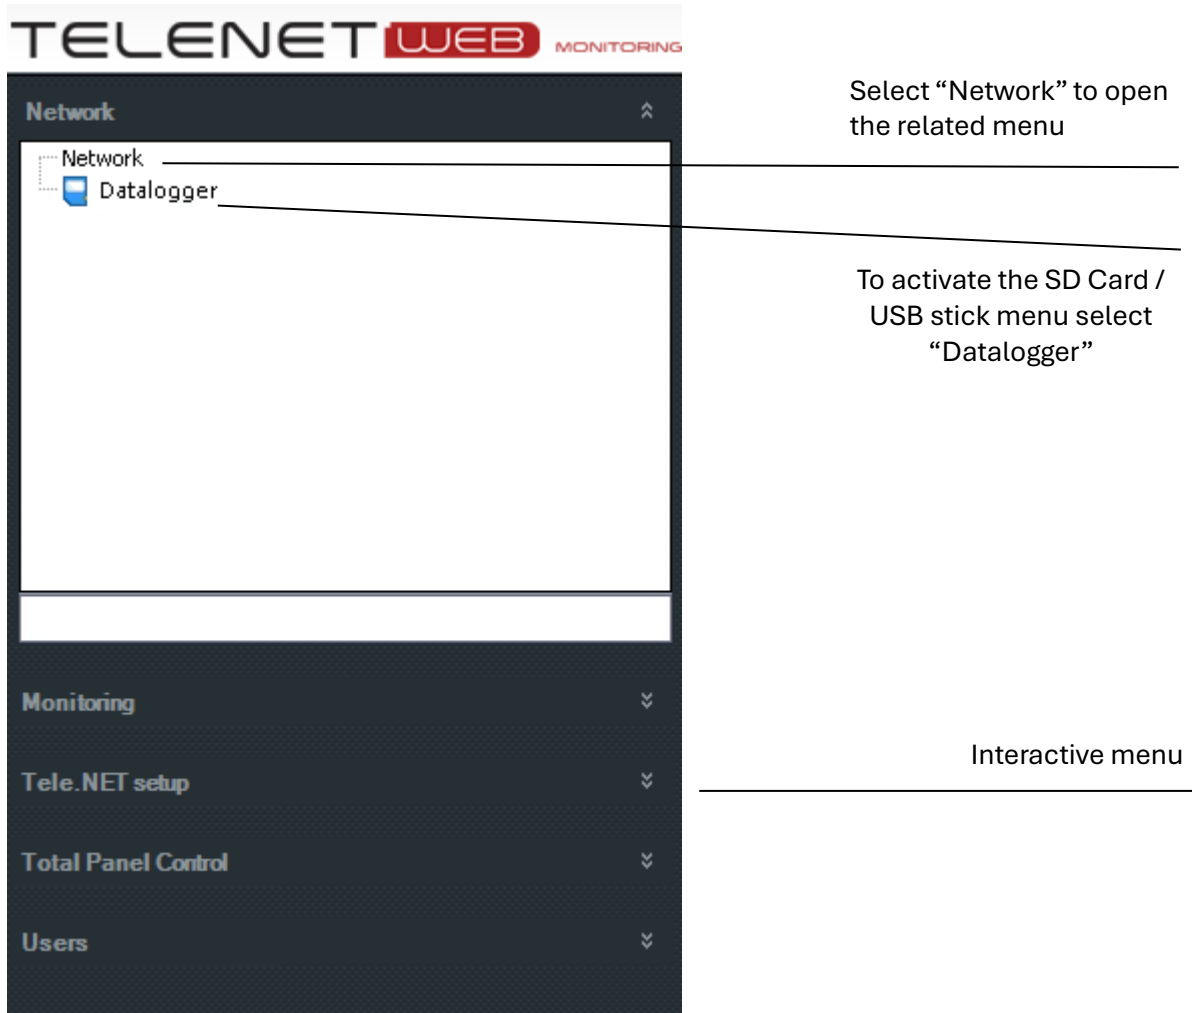 TELENET WEB MONITORING
Network
Network
Datalogger
Monitoring
Tele.NET setup
Total Panel Control
Users
Select “Network” to open
the related menu
To activate the SD Card /
USB stick menu select
“Datalogger”
Interactive menu